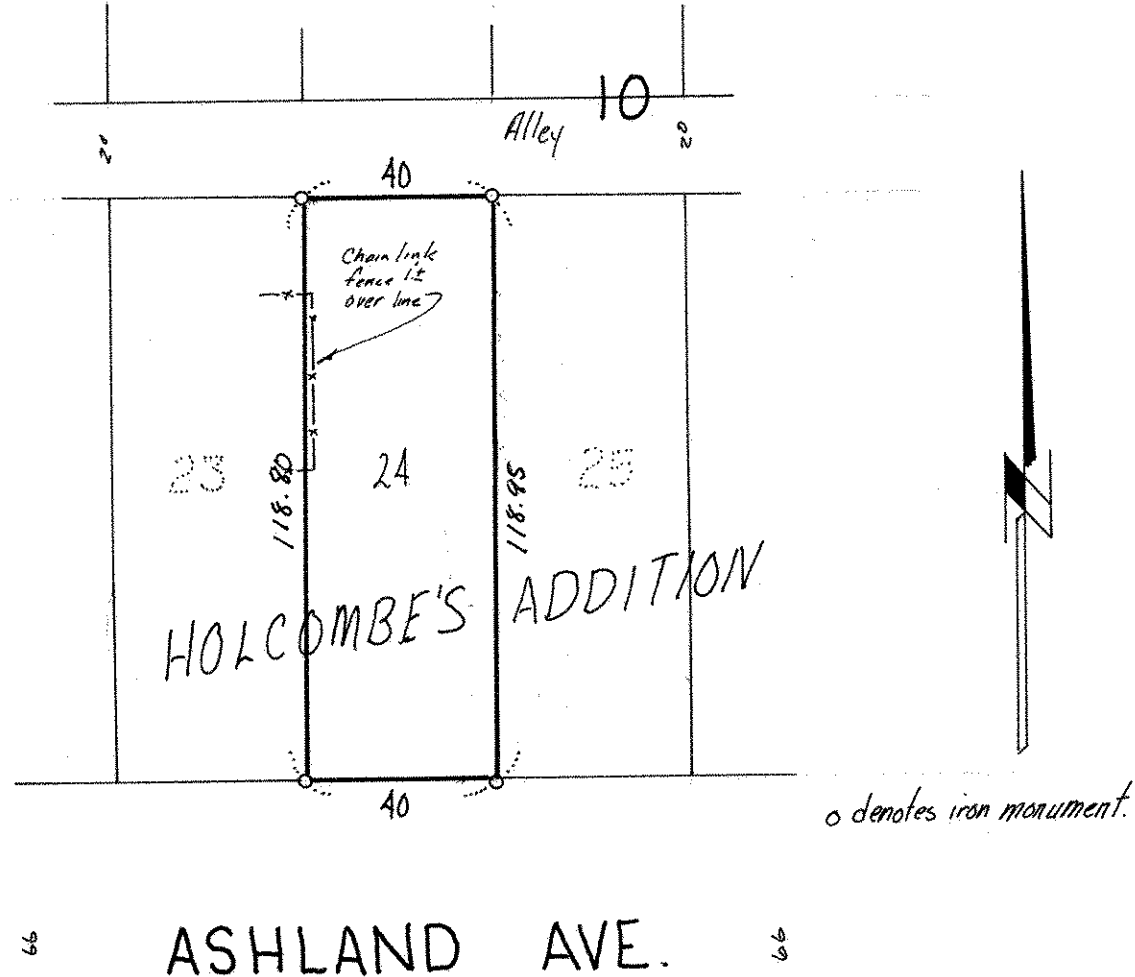 10
Alley
20
20
40
Chain link
fence 1±
over line
23
118.80
24
118.95
25
HOLCOMBE'S ADDITION
40
o denotes iron monument.
66
ASHLAND AVE.
66